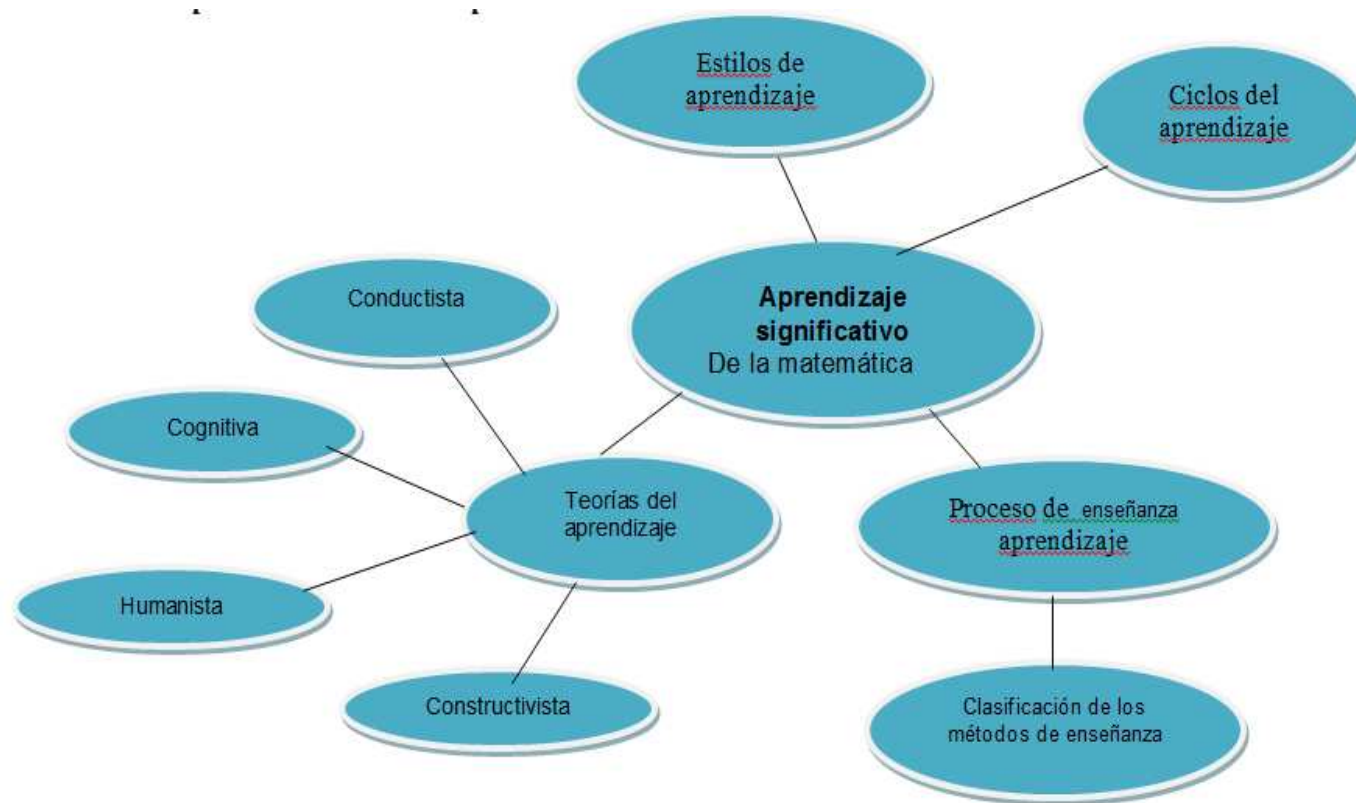 Estilos de
aprendizaje
Ciclos del
aprendizaje
Aprendizaje
significativo
De la matemática
Conductista
Cognitiva
Teorías del
aprendizaje
Proceso de enseñanza
aprendizaje
Humanista
Constructivista
Clasificación de los
métodos de enseñanza